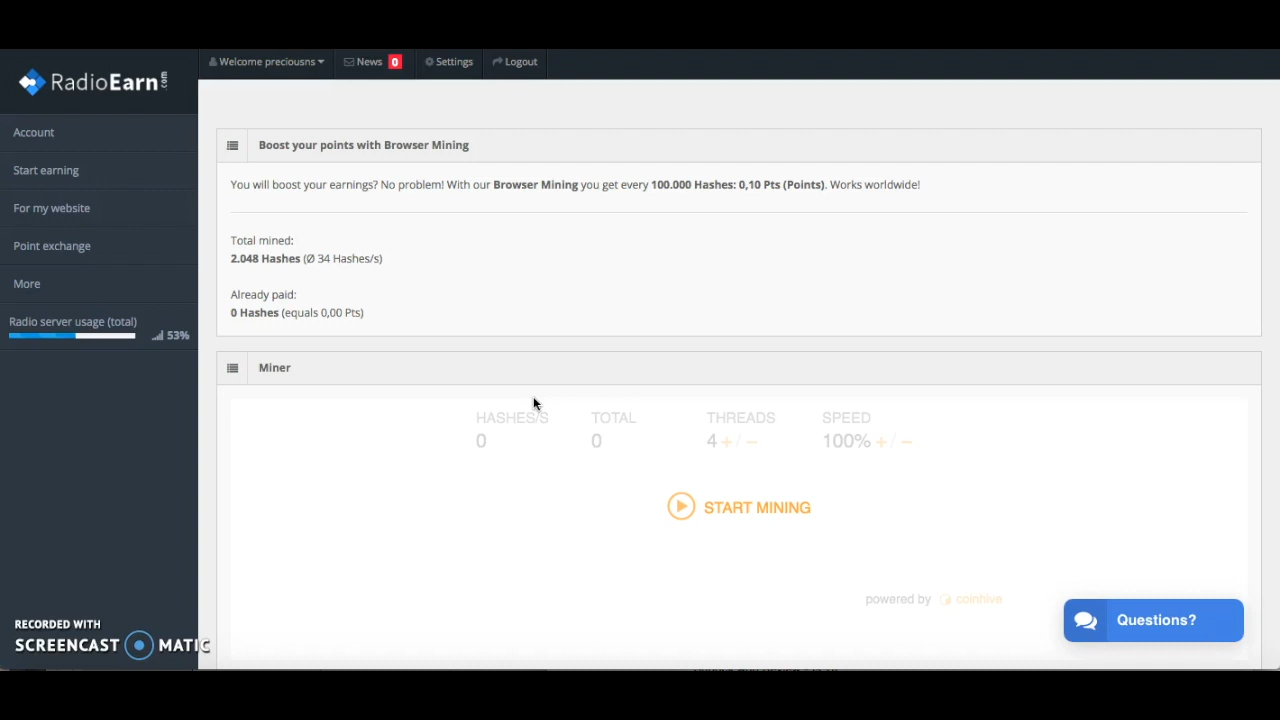 RadioEarn.com
Welcome preciousns
News 0
Settings
Logout
Account
Start earning
For my website
Point exchange
More
Radio server usage (total)
53%
Boost your points with Browser Mining
You will boost your earnings? No problem! With our Browser Mining you get every 100.000 Hashes: 0,10 Pts (Points). Works worldwide!
Total mined:
2.048 Hashes (Ø 34 Hashes/s)
Already paid:
0 Hashes (equals 0,00 Pts)
Miner
HASHES/S TOTAL THREADS SPEED
0 0 4 + / − 100% + / −
START MINING
powered by coinhive
Questions?
RECORDED WITH
SCREENCAST MATIC